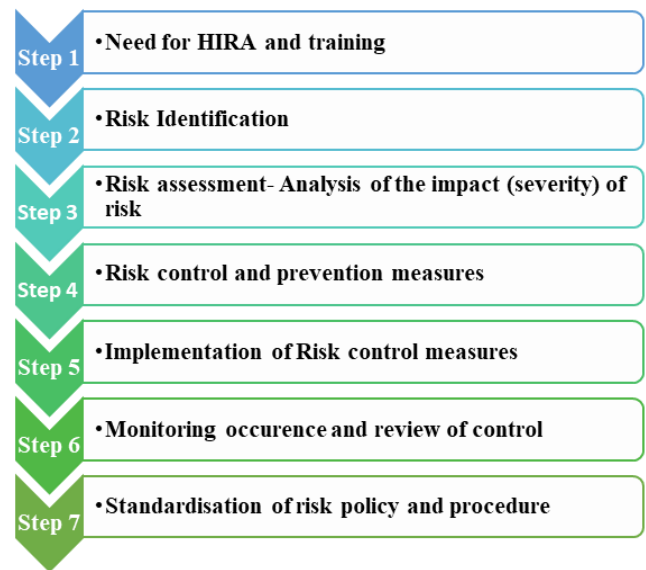 Step 1
•Need for HIRA and training
Step 2
•Risk Identification
Step 3
•Risk assessment- Analysis of the impact (severity) of
risk
Step 4
•Risk control and prevention measures
Step 5
•Implementation of Risk control measures
Step 6
•Monitoring occurence and review of control
Step 7
•Standardisation of risk policy and procedure